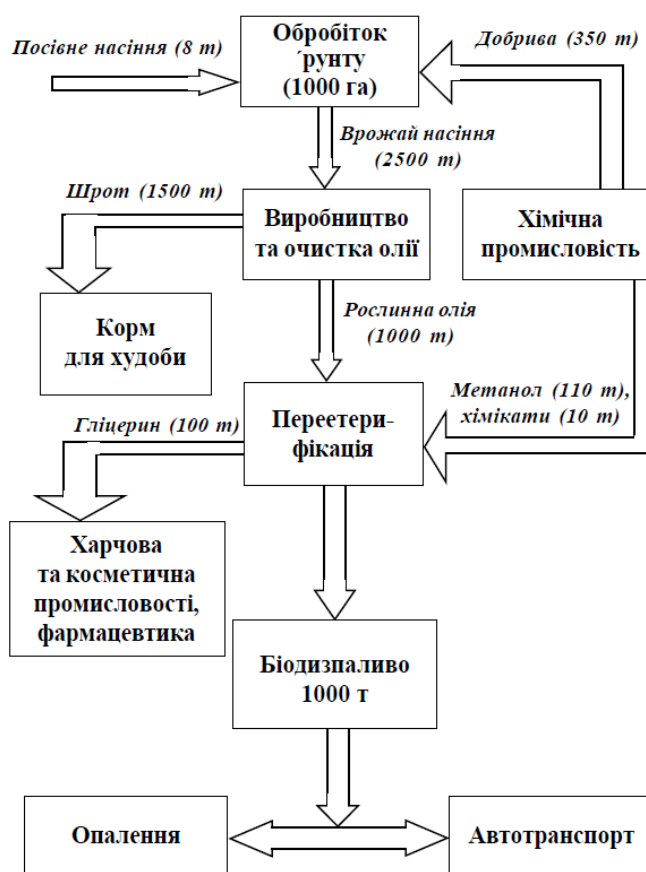 Посівне насіння (8 т)
Обробіток
´рунту
(1000 га)
Добрива (350 т)
Врожай насіння
(2500 т)
Шрот (1500 т)
Виробництво
та очистка олії
Хімічна
промисловість
Корм
для худоби
Рослинна олія
(1000 т)
Метанол (110 т),
хімікати (10 т)
Гліцерин (100 т)
Переетери-
фікація
Харчова
та косметична
промисловості,
фармацевтика
Біодизпаливо
1000 т
Опалення
Автотранспорт